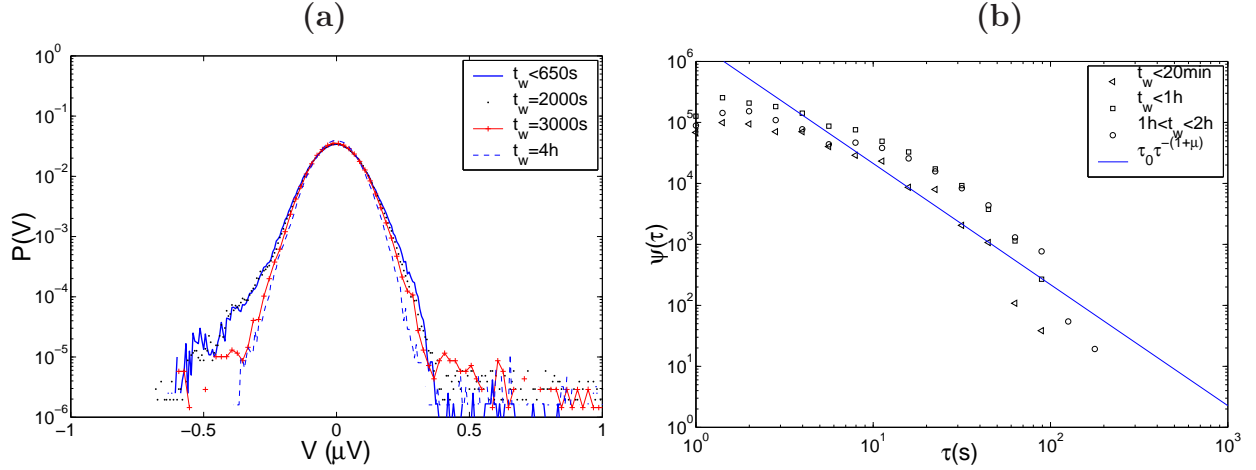 (a)
10^0
10^-1
10^-2
10^-3
10^-4
10^-5
10^-6
P(V)
−1
−0.5
0
0.5
1
V (μV)
t_w<650s
t_w=2000s
t_w=3000s
t_w=4h
(b)
10^6
10^5
10^4
10^3
10^2
10^1
10^0
ψ(τ)
10^0
10^1
10^2
10^3
τ(s)
t_w<20min
t_w<1h
1h<t_w<2h
τ_0 τ^-(1+μ)